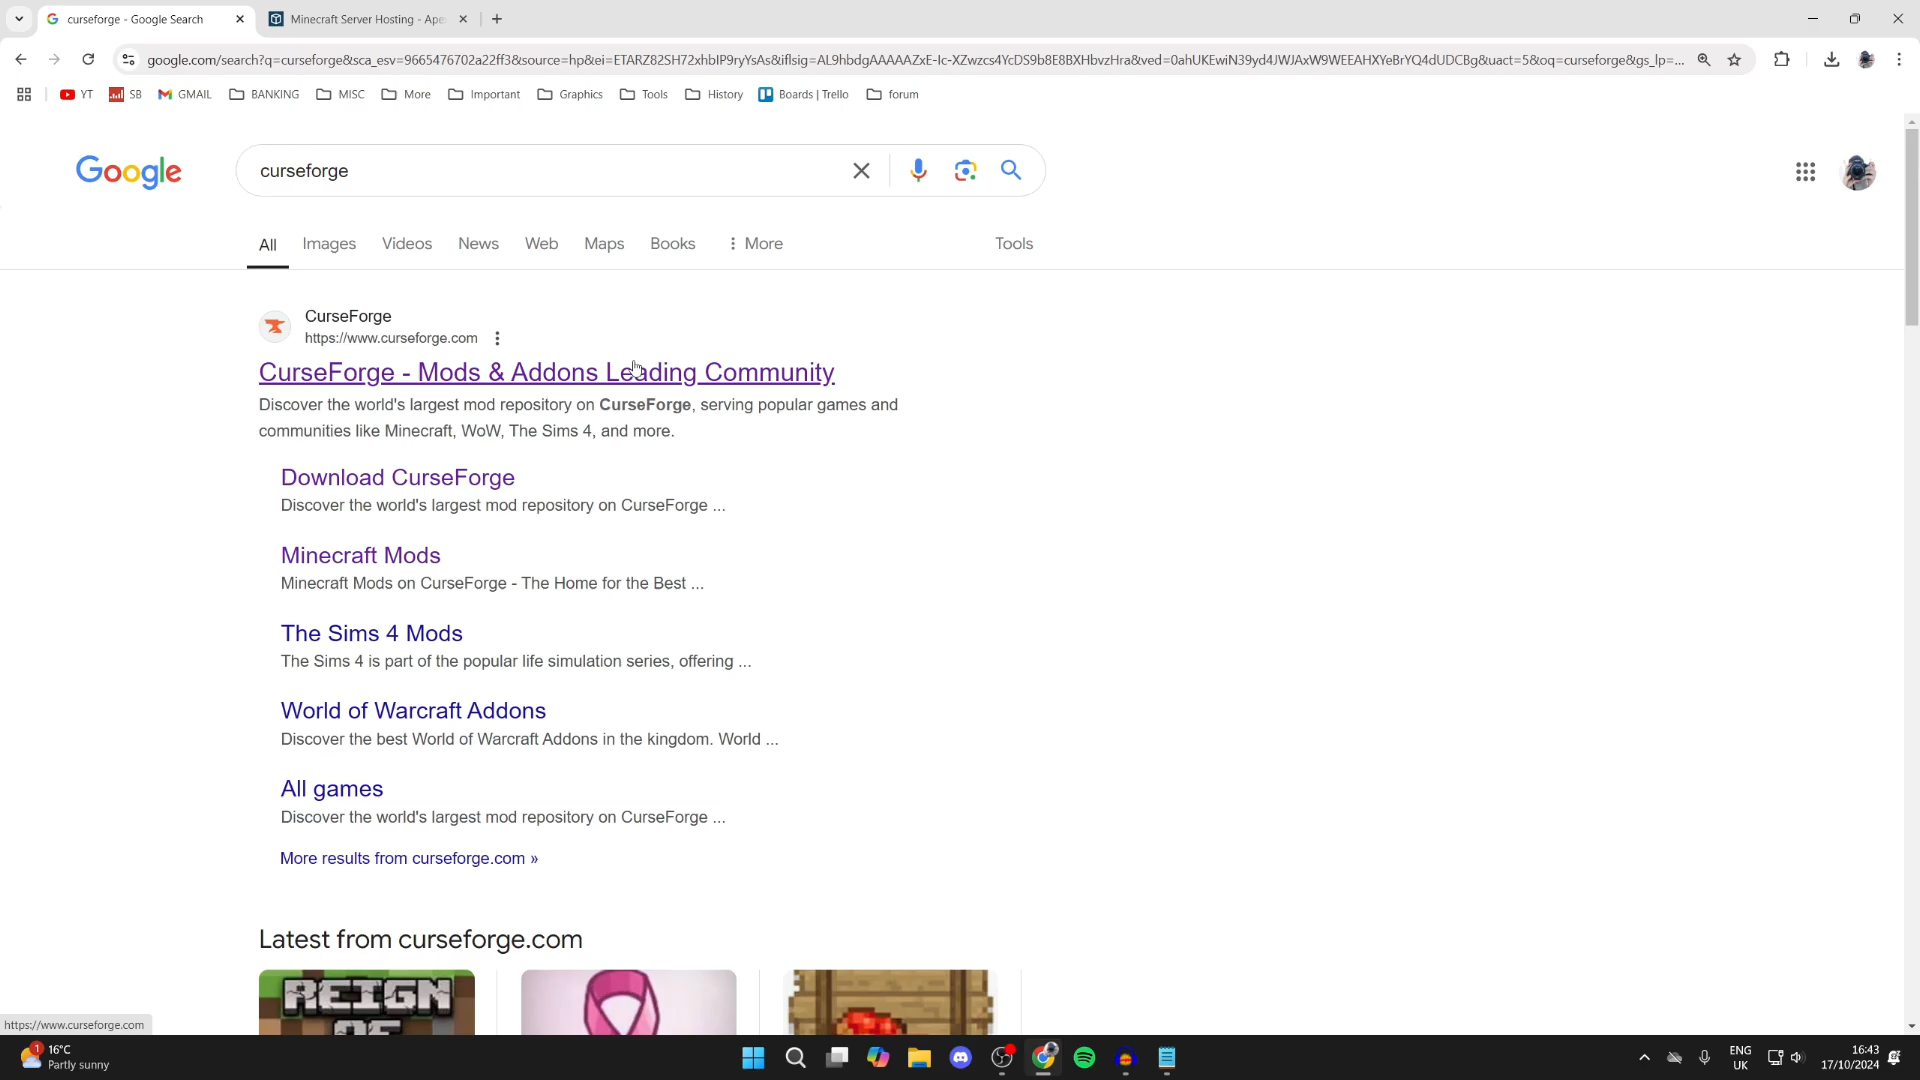 curseforge - Google Search
Minecraft Server Hosting - Ape
google.com/search?q=curseforge&sca_esv=9665476702a22ff3&source=hp&ei=ETARZ82SH72xhbIP9ryYsAs&iflsig=AL9hbdgAAAAAZxE-Ic-XZwzcs4YcDS9b8E8BXHbvzHra&ved=0ahUKEwiN39yd4JWJAxW9WEEAHXYeBrYQ4dUDCBg&uact=5&oq=curseforge&gs_lp=...
YT SB GMAIL BANKING MISC More Important Graphics Tools History Boards | Trello forum
Google
curseforge
All Images Videos News Web Maps Books More Tools
CurseForge
https://www.curseforge.com
CurseForge - Mods & Addons Leading Community
Discover the world's largest mod repository on CurseForge, serving popular games and
communities like Minecraft, WoW, The Sims 4, and more.
Download CurseForge
Discover the world's largest mod repository on CurseForge ...
Minecraft Mods
Minecraft Mods on CurseForge - The Home for the Best ...
The Sims 4 Mods
The Sims 4 is part of the popular life simulation series, offering ...
World of Warcraft Addons
Discover the best World of Warcraft Addons in the kingdom. World ...
All games
Discover the world's largest mod repository on CurseForge ...
More results from curseforge.com »
Latest from curseforge.com
REIGN
OF
https://www.curseforge.com
1
16°C
Partly sunny
ENG
UK
16:43
17/10/2024